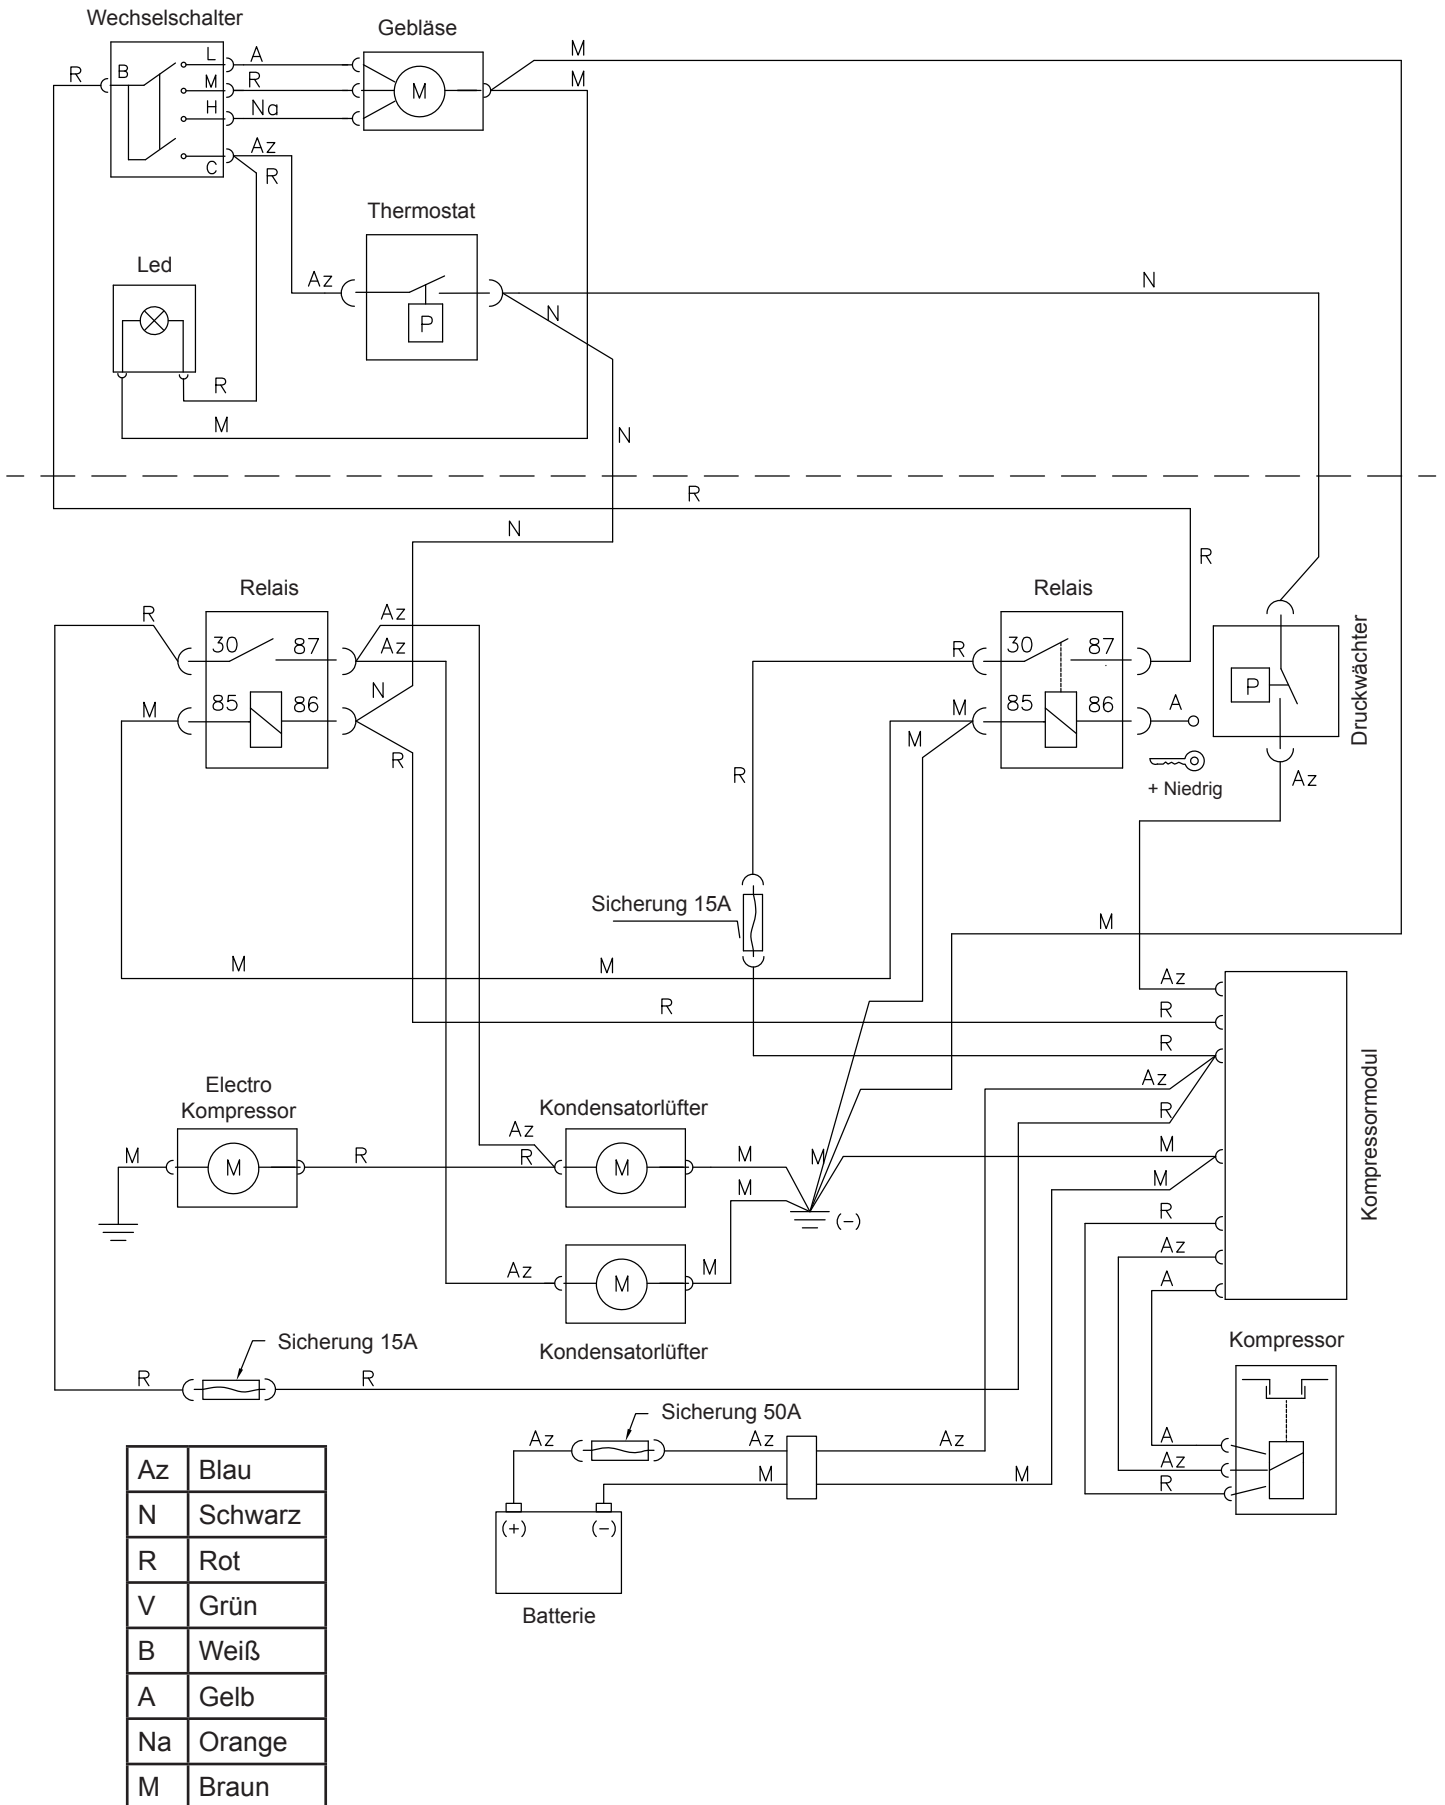 Wechselschalter
Gebläse
M
L A
R B M R M M
H Na
Az
C R
Thermostat
Led
Az N
P N
R
M
N
R
N
R
Relais Relais
R Az
30 87 Az R 30 87
N
M 85 86 M 85 86 A
R M
P
Druckwächter
+ Niedrig
Az
R
Sicherung 15A
M
M M
Az
R R
R
Az
R
Kompressormodul
Electro
Kompressor
Kondensatorlüfter
Az
M M R R M M M M
M M
(-)
R
Az M Az
M
A
Kondensatorlüfter
Sicherung 15A
Kompressor
R R
Sicherung 50A
Az Az Az A
M M Az
R
(+) (-)
Batterie
Az Blau
N Schwarz
R Rot
V Grün
B Weiß
A Gelb
Na Orange
M Braun